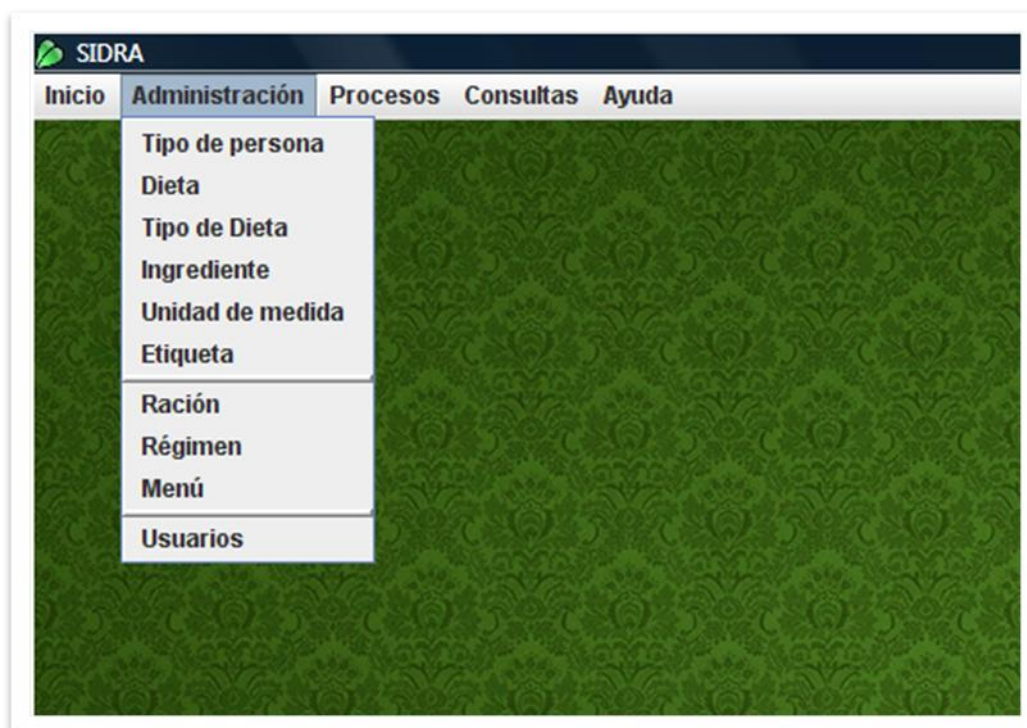 SIDRA
Inicio Administración Procesos Consultas Ayuda
Tipo de persona
Dieta
Tipo de Dieta
Ingrediente
Unidad de medida
Etiqueta
Ración
Régimen
Menú
Usuarios